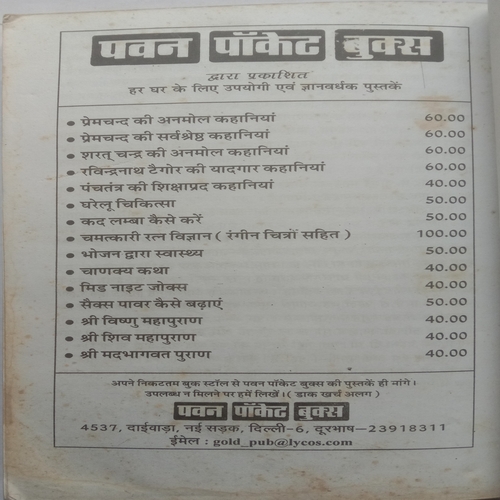 पवन पॉकेट बुक्स
द्वारा प्रकाशित
हर घर के लिए उपयोगी एवं ज्ञानवर्धक पुस्तकें
• प्रेमचन्द की अनमोल कहानियां 60.00
• प्रेमचन्द की सर्वश्रेष्ठ कहानियां 60.00
• शरत् चन्द्र की अनमोल कहानियां 60.00
• रविन्द्रनाथ टैगोर की यादगार कहानियां 60.00
• पंचतंत्र की शिक्षाप्रद कहानियां 40.00
• घरेलू चिकित्सा 50.00
• कद लम्बा कैसे करें 50.00
• चमत्कारी रत्न विज्ञान ( रंगीन चित्रों सहित ) 100.00
• भोजन द्वारा स्वास्थ्य 50.00
• चाणक्य कथा 40.00
• मिड नाइट जोक्स 40.00
• सैक्स पावर कैसे बढ़ाएं 50.00
• श्री विष्णु महापुराण 40.00
• श्री शिव महापुराण 40.00
• श्री मदभागवत पुराण 40.00
अपने निकटतम बुक स्टॉल से पवन पॉकेट बुक्स की पुस्तकें ही मांगे।
उपलब्ध न मिलने पर हमें लिखें। ( डाक खर्च अलग )
पवन पॉकेट बुक्स
4537, दाईवाड़ा, नई सड़क, दिल्ली-6, दूरभाष-23918311
ईमेल : gold_pub@lycos.com